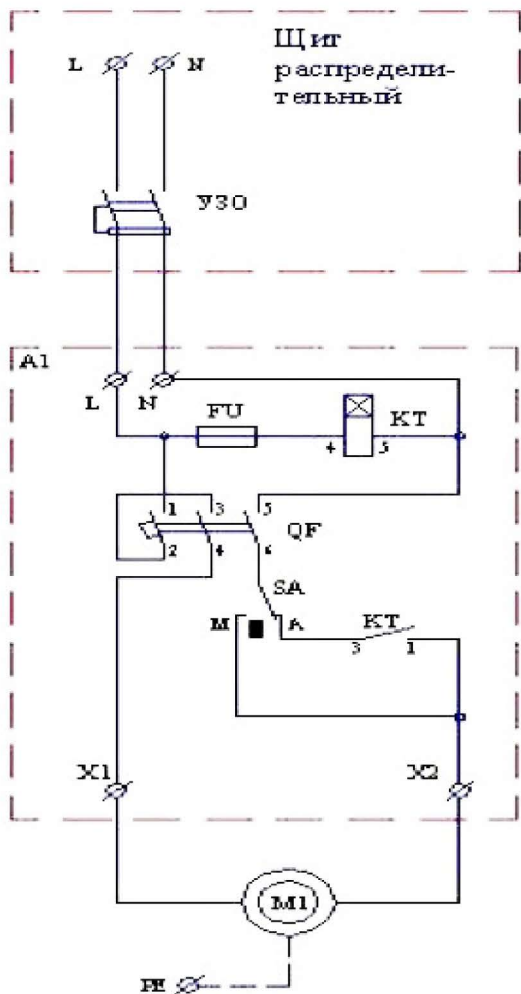 Щит
распредели-
тельный
L N
УЗО
A1
L N
FU KT
4 5
1 3 5
QF
2 4 6
SA
M A KT
3 1
X1 X2
M1
PE